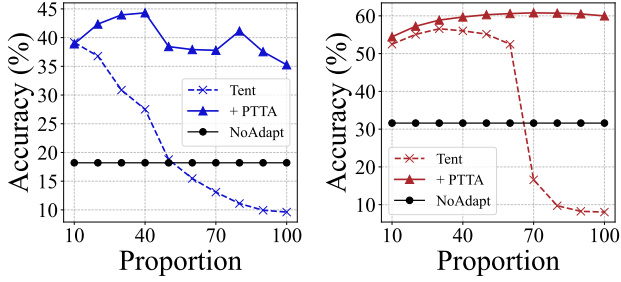 45
40
35
30
25
20
15
10
Accuracy (%)
Tent
+ PTTA
NoAdapt
10 40 70 100
Proportion
60
50
40
30
20
10
Accuracy (%)
Tent
+ PTTA
NoAdapt
10 40 70 100
Proportion